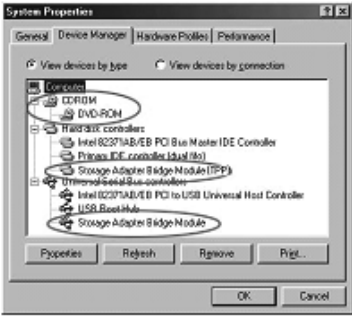 System Properties
General Device Manager Hardware Profiles Performance
View devices by type View devices by connection
Computer
CDROM
DVD-ROM
Hard disk controllers
Intel 82371AB/EB PCI Bus Master IDE Controller
Primary IDE controller (dual fifo)
Storage Adapter Bridge Module (TPP)
Universal Serial Bus controllers
Intel 82371AB/EB PCI to USB Universal Host Controller
USB Root Hub
Storage Adapter Bridge Module
Properties Refresh Remove Print...
OK Cancel